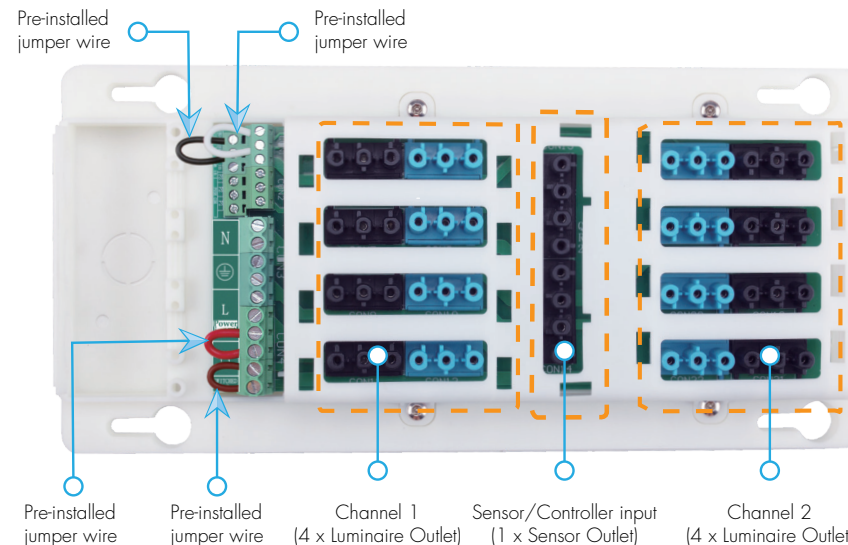 Pre-installed
jumper wire
Pre-installed
jumper wire
N
L
Power
Pre-installed
jumper wire
Pre-installed
jumper wire
Channel 1
(4 x Luminaire Outlet)
Sensor/Controller input
(1 x Sensor Outlet)
Channel 2
(4 x Luminaire Outlet